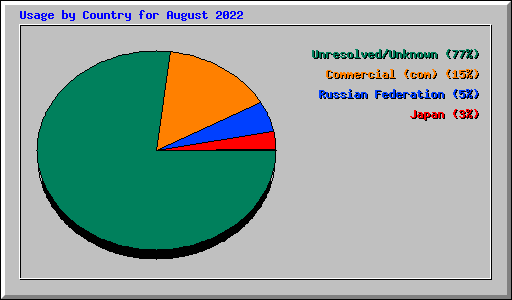 Usage by Country for August 2022
Unresolved/Unknown (77%)
Commercial (com) (15%)
Russian Federation (5%)
Japan (3%)